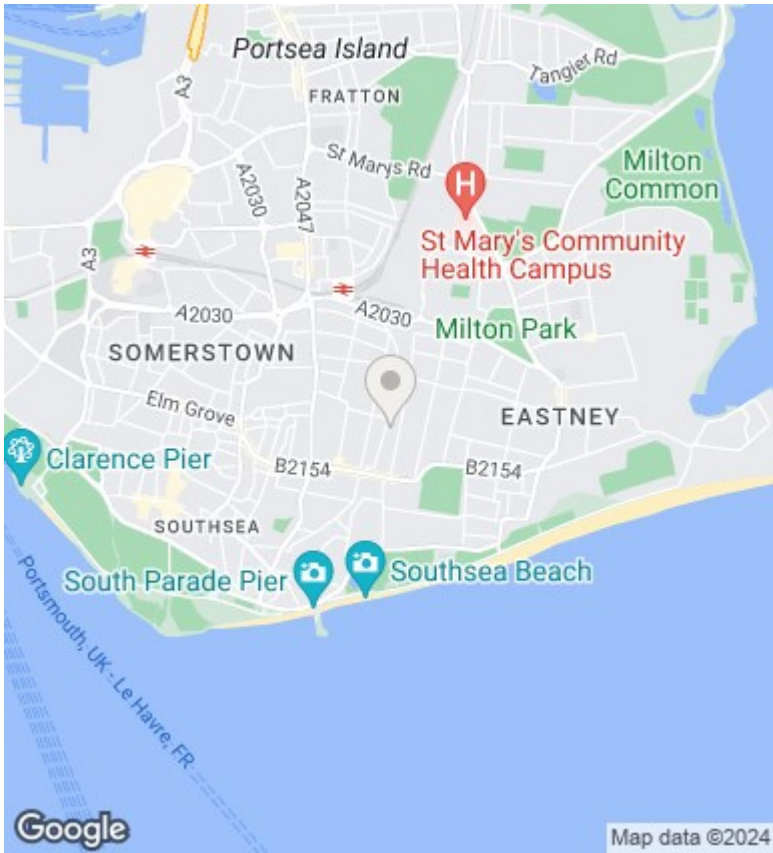 Portsea Island
FRATTON
Tangier Rd
A3
St Marys Rd
Milton
Common
A2030
A2047
H
St Mary's Community
Health Campus
A3
A2030
A2030
Milton Park
SOMERSTOWN
Elm Grove
EASTNEY
Clarence Pier
B2154
B2154
SOUTHSEA
South Parade Pier
Southsea Beach
Portsmouth, UK - Le Havre, FR
Google
Map data ©2024